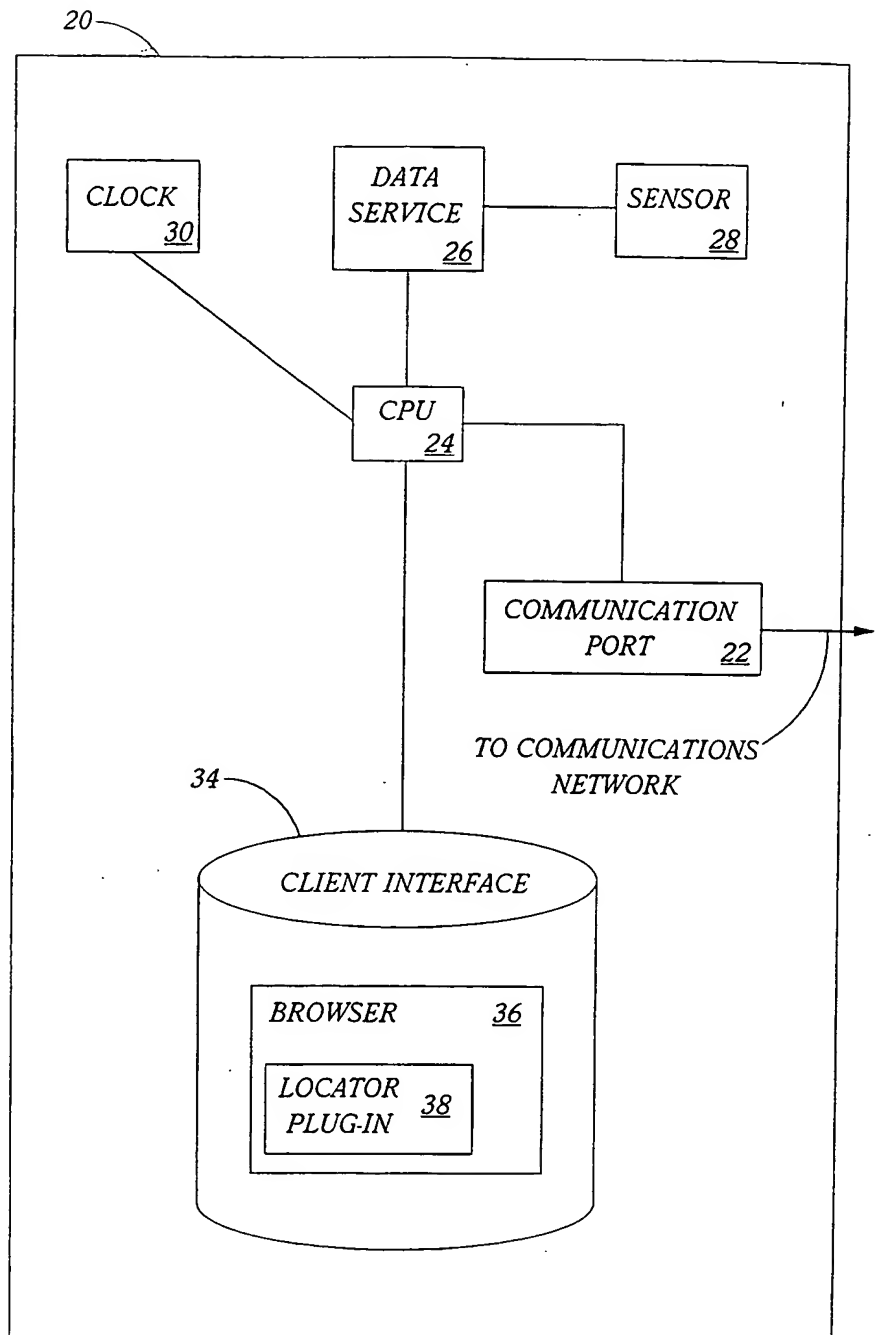 20
CLOCK
30
DATA
SERVICE
26
SENSOR
28
CPU
24
COMMUNICATION
PORT
22
TO COMMUNICATIONS
NETWORK
34
CLIENT INTERFACE
BROWSER
36
LOCATOR
PLUG-IN
38